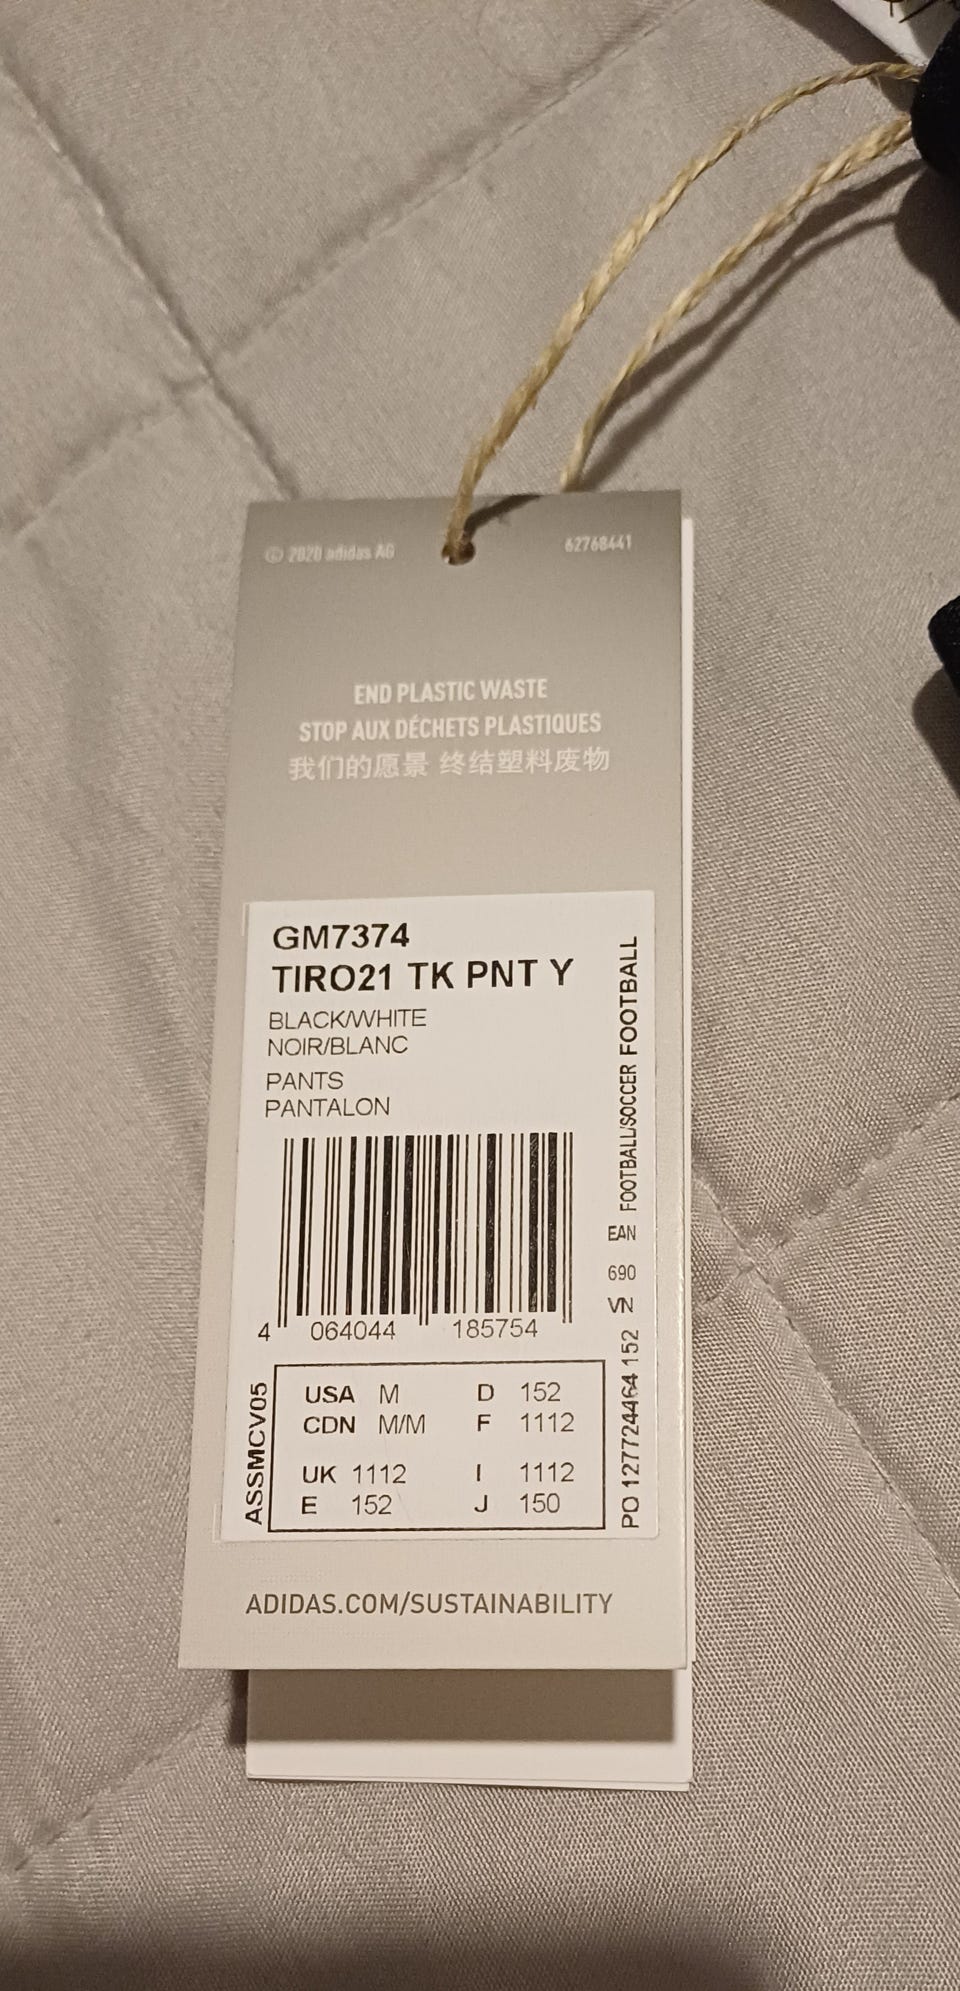 © 2020 adidas AG
62768441
END PLASTIC WASTE
STOP AUX DÉCHETS PLASTIQUES
我们的愿景 终结塑料废物
GM7374
TIRO21 TK PNT Y
BLACK/WHITE
NOIR/BLANC
PANTS
PANTALON
4 064044 185754
USA M D 152
CDN M/M F 1112
UK 1112 I 1112
E 152 J 150
ASSMCV05
PO 127724464 152 VN 690 EAN FOOTBALL/SOCCER FOOTBALL
ADIDAS.COM/SUSTAINABILITY